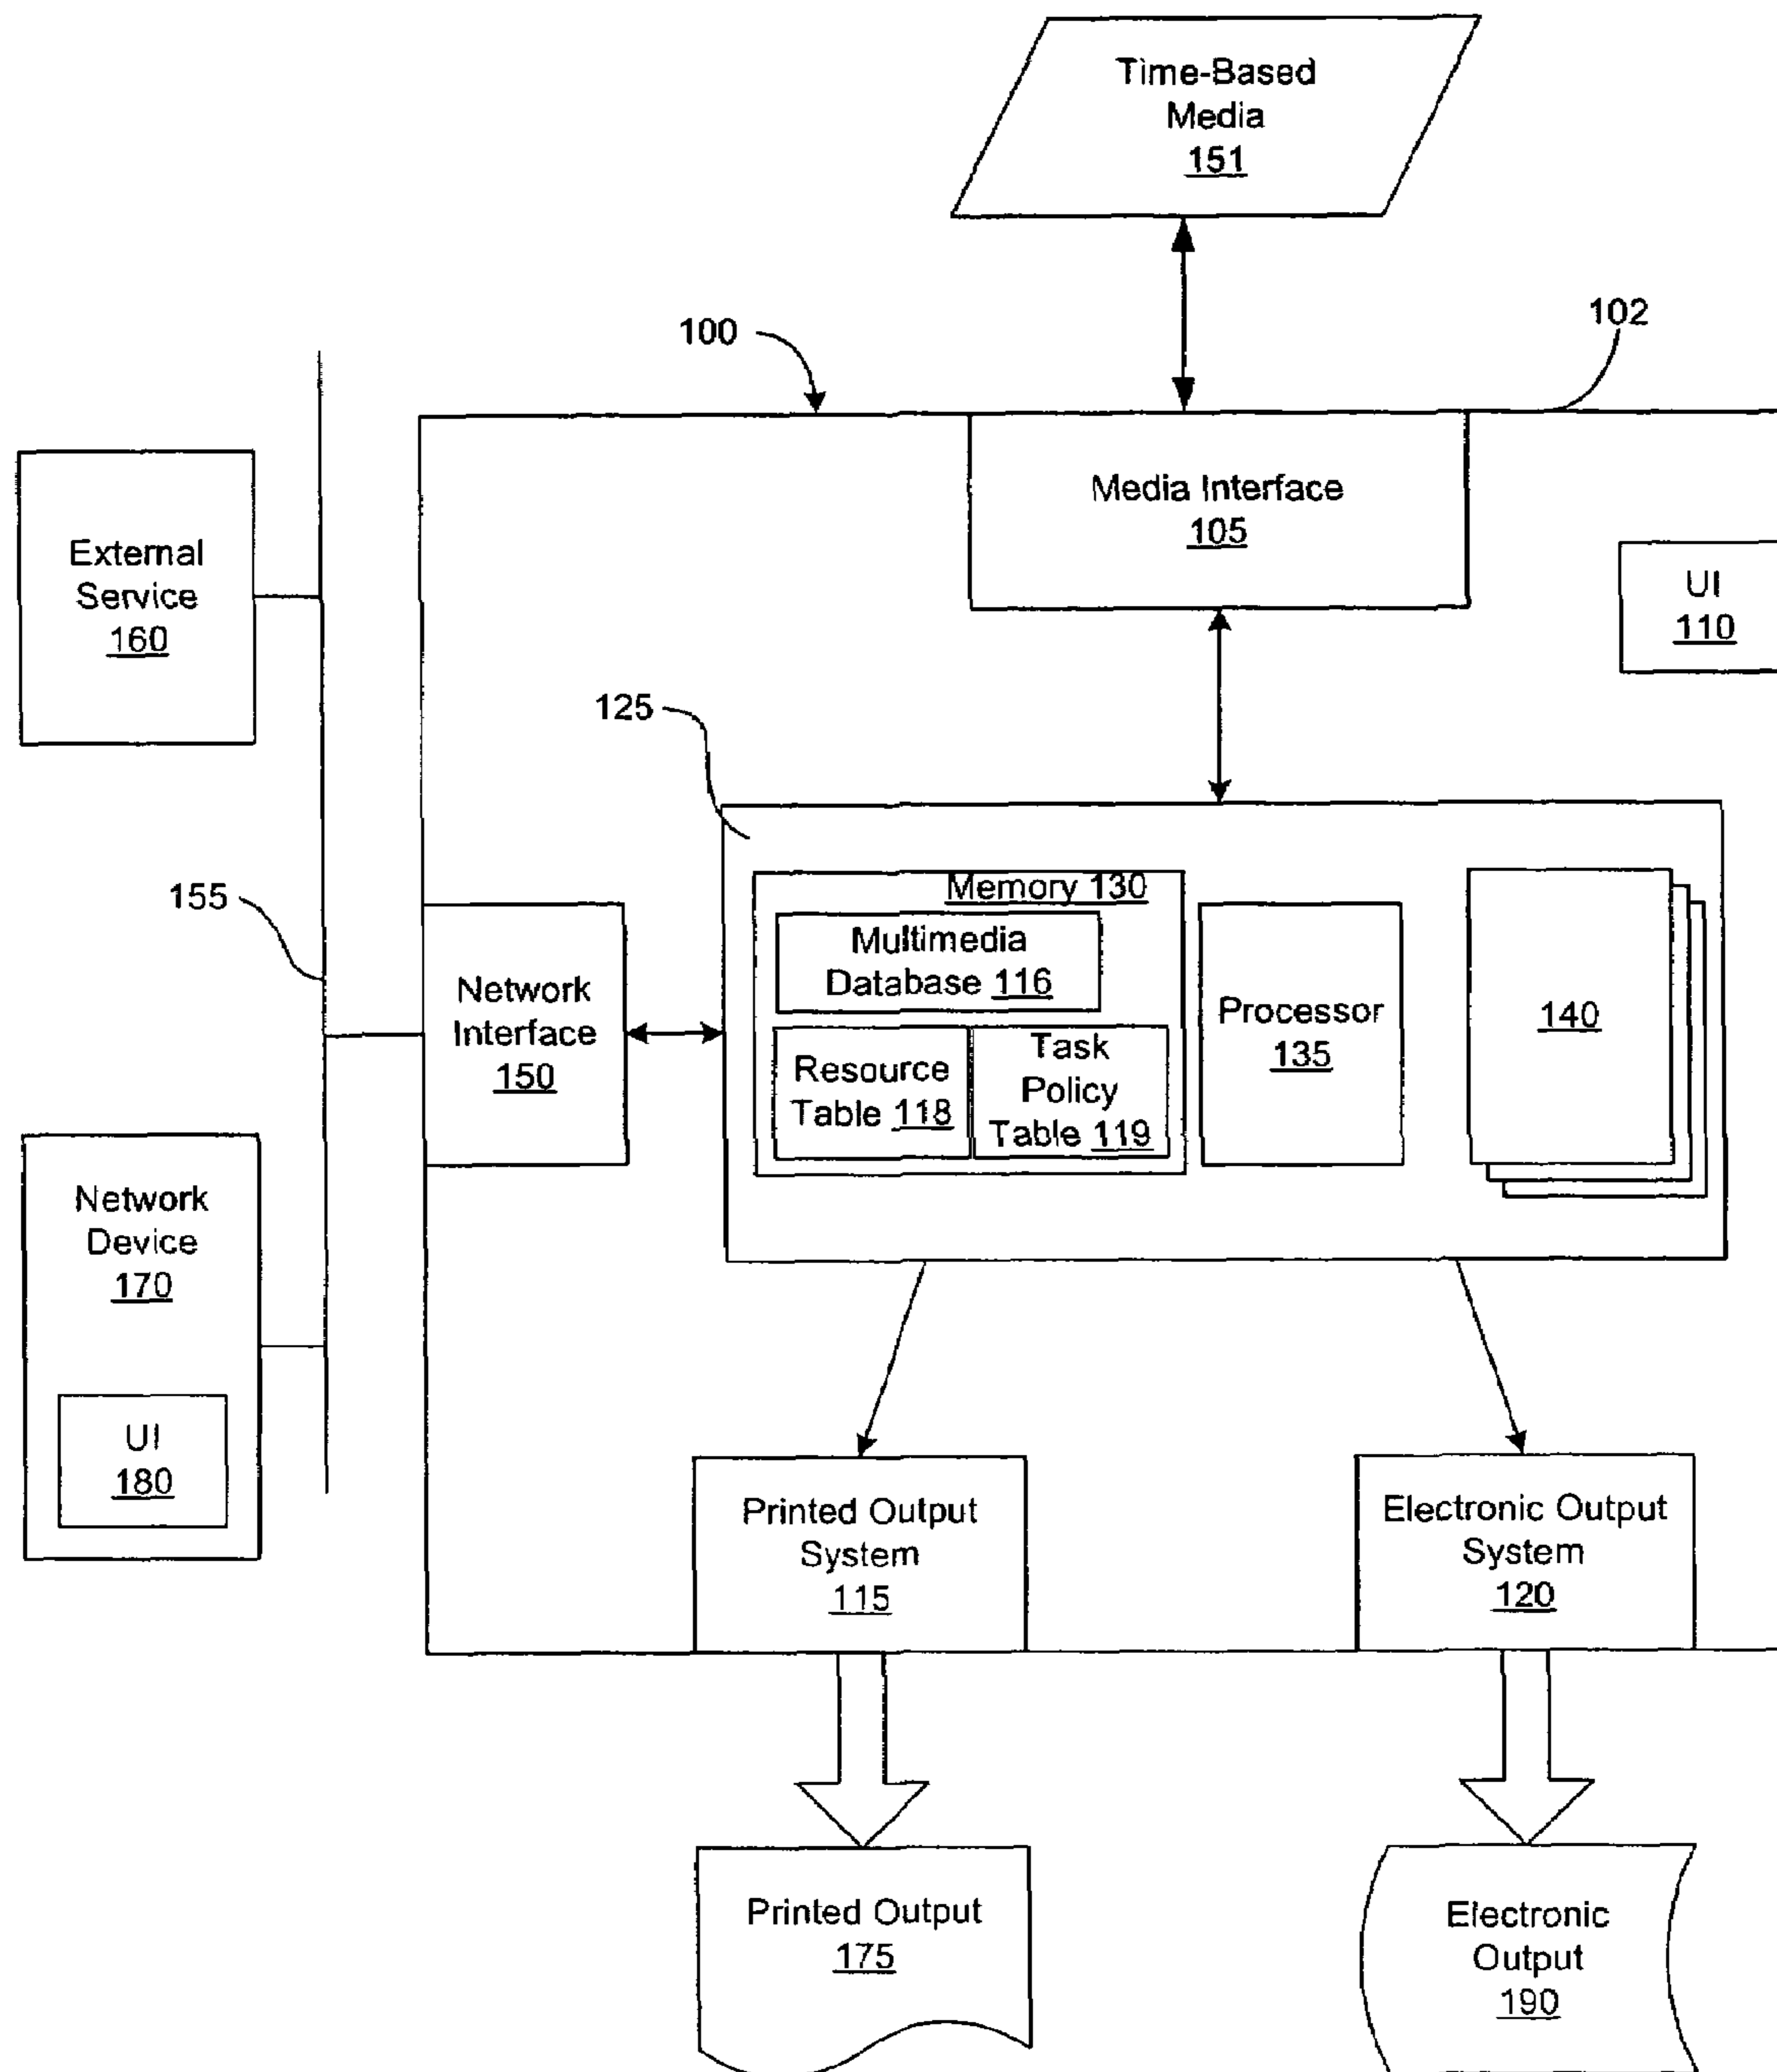 Time-Based
Media
151
100
102
Media Interface
105
External
Service
160
UI
110
125
155
Memory 130
Multimedia
Database 116
Resource
Table 118
Task
Policy
Table 119
Processor
135
140
Network
Interface
150
Network
Device
170
UI
180
Printed Output
System
115
Electronic Output
System
120
Printed Output
175
Electronic
Output
190